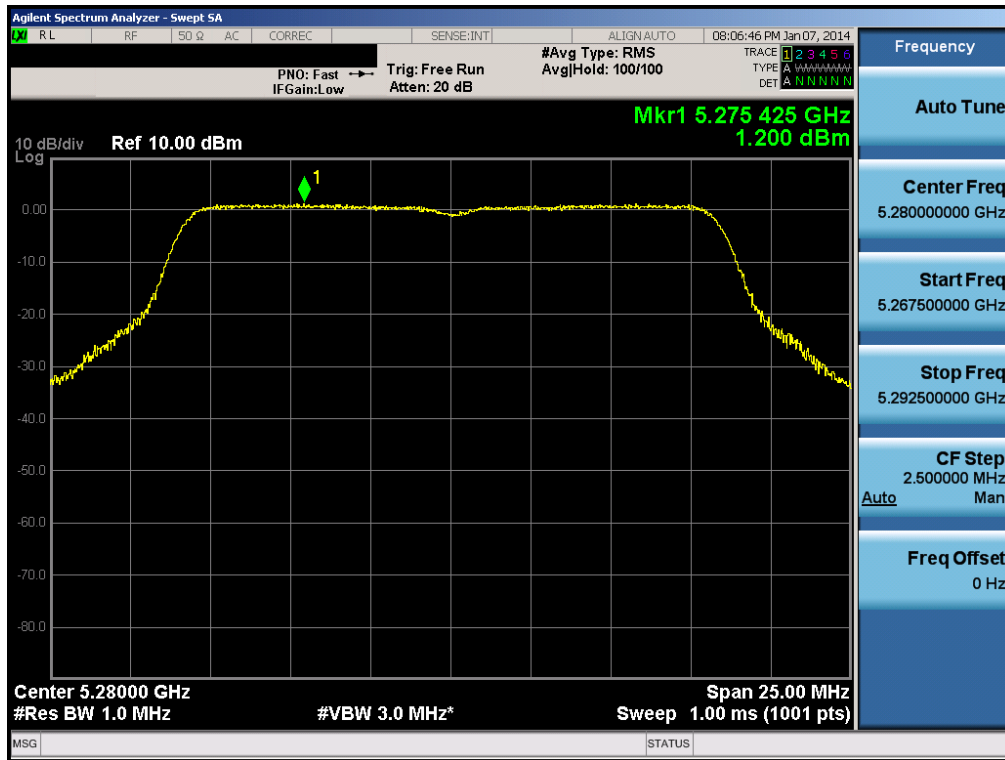 Agilent Spectrum Analyzer - Swept SA
LXI RL RF 50 Ω AC CORREC SENSE:INT ALIGN AUTO 08:06:46 PM Jan 07, 2014
PNO: Fast
IFGain:Low
Trig: Free Run
Atten: 20 dB
#Avg Type: RMS
Avg|Hold: 100/100
TRACE 1 2 3 4 5 6
TYPE A WWWWW
DET A N N N N N
Mkr1 5.275 425 GHz
1.200 dBm
10 dB/div Ref 10.00 dBm
Log
1
0.00
-10.0
-20.0
-30.0
-40.0
-50.0
-60.0
-70.0
-80.0
Center 5.28000 GHz Span 25.00 MHz
#Res BW 1.0 MHz #VBW 3.0 MHz* Sweep 1.00 ms (1001 pts)
MSG STATUS
Frequency
Auto Tune
Center Freq
5.280000000 GHz
Start Freq
5.267500000 GHz
Stop Freq
5.292500000 GHz
CF Step
2.500000 MHz
Auto Man
Freq Offset
0 Hz